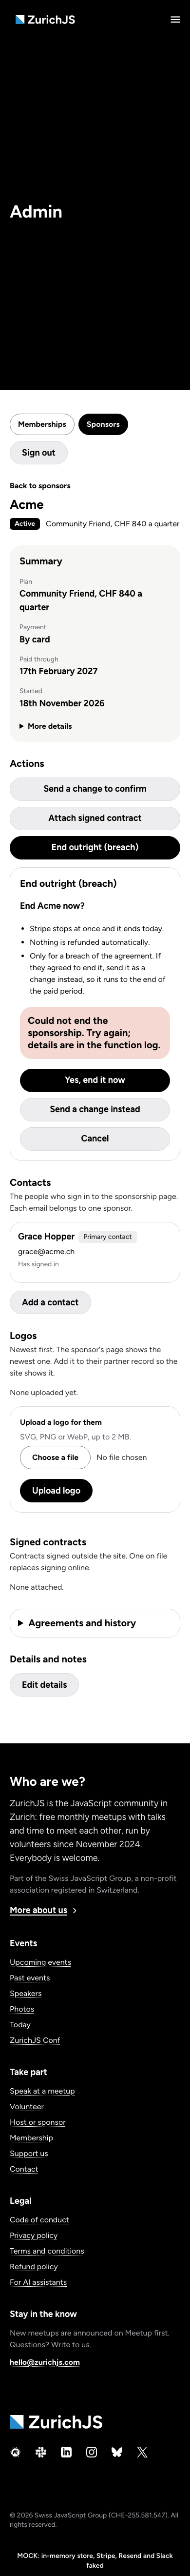 ZurichJS
Admin
Memberships
Sponsors
Sign out
Back to sponsors
Acme
Active
Community Friend, CHF 840 a quarter
Summary
Plan
Community Friend, CHF 840 a
quarter
Payment
By card
Paid through
17th February 2027
Started
18th November 2026
More details
Actions
Send a change to confirm
Attach signed contract
End outright (breach)
End outright (breach)
End Acme now?
Stripe stops at once and it ends today.
Nothing is refunded automatically.
Only for a breach of the agreement. If
they agreed to end it, send it as a
change instead, so it runs to the end of
the paid period.
Could not end the
sponsorship. Try again;
details are in the function log.
Yes, end it now
Send a change instead
Cancel
Contacts
The people who sign in to the sponsorship page.
Each email belongs to one sponsor.
Grace Hopper
Primary contact
grace@acme.ch
Has signed in
Add a contact
Logos
Newest first. The sponsor's page shows the
newest one. Add it to their partner record so the
site shows it.
None uploaded yet.
Upload a logo for them
SVG, PNG or WebP, up to 2 MB.
Choose a file
No file chosen
Upload logo
Signed contracts
Contracts signed outside the site. One on file
replaces signing online.
None attached.
Agreements and history
Details and notes
Edit details
Who are we?
ZurichJS is the JavaScript community in
Zurich: free monthly meetups with talks
and time to meet each other, run by
volunteers since November 2024.
Everybody is welcome.
Part of the Swiss JavaScript Group, a non-profit
association registered in Switzerland.
More about us
Events
Upcoming events
Past events
Speakers
Photos
Today
ZurichJS Conf
Take part
Speak at a meetup
Volunteer
Host or sponsor
Membership
Support us
Contact
Legal
Code of conduct
Privacy policy
Terms and conditions
Refund policy
For AI assistants
Stay in the know
New meetups are announced on Meetup first.
Questions? Write to us.
hello@zurichjs.com
ZurichJS
© 2026 Swiss JavaScript Group (CHE-255.581.547). All
rights reserved.
MOCK: in-memory store, Stripe, Resend and Slack
faked